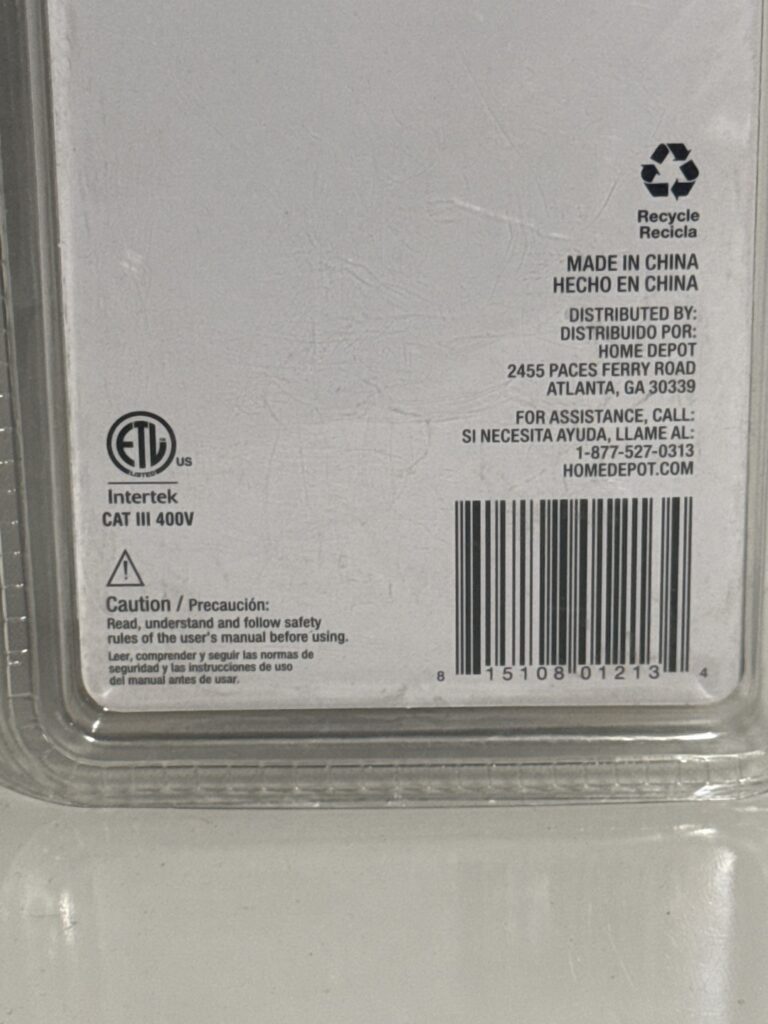 Recycle
Recicla
MADE IN CHINA
HECHO EN CHINA
DISTRIBUTED BY:
DISTRIBUIDO POR:
HOME DEPOT
2455 PACES FERRY ROAD
ATLANTA, GA 30339
FOR ASSISTANCE, CALL:
SI NECESITA AYUDA, LLAME AL:
1-877-527-0313
HOMEDEPOT.COM
ETL
LISTED
US
Intertek
CAT III 400V
Caution / Precaución:
Read, understand and follow safety
rules of the user's manual before using.
Leer, comprender y seguir las normas de
seguridad y las instrucciones de uso
del manual antes de usar.
8 15108 01213 4